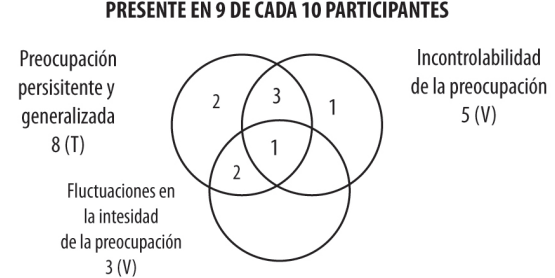 PRESENTE EN 9 DE CADA 10 PARTICIPANTES
Preocupación
persisitente y
generalizada
8 (T)
Incontrolabilidad
de la preocupación
5 (V)
2
3
1
1
2
Fluctuaciones en
la intesidad
de la preocupación
3 (V)